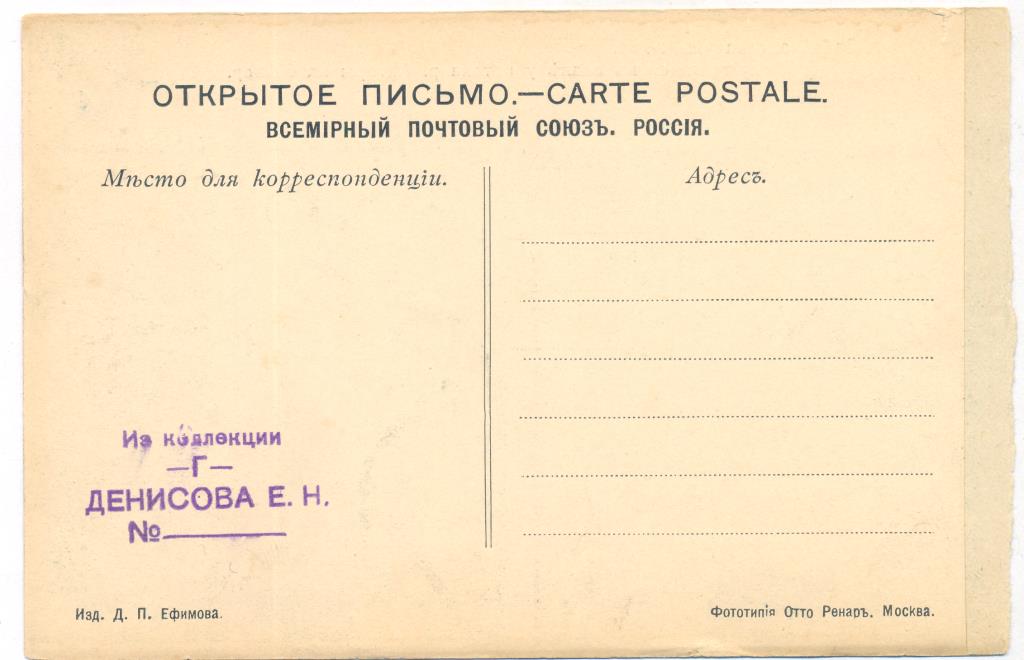 ОТКРЫТОЕ ПИСЬМО.—CARTE POSTALE.
ВСЕМІРНЫЙ ПОЧТОВЫЙ СОЮЗЪ. РОССІЯ.
Мѣсто для корреспонденціи.
Адресъ.
Из коллекции
—Г—
ДЕНИСОВА Е. Н.
№
Изд. Д. П. Ефимова.
Фототипія Отто Ренаръ. Москва.